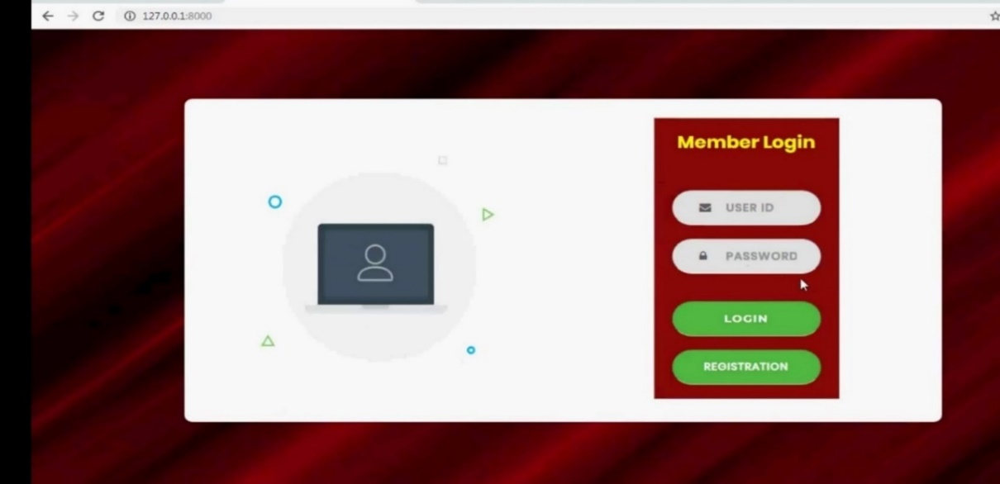 127.0.0.1:8000
Member Login
USER ID
PASSWORD
LOGIN
REGISTRATION